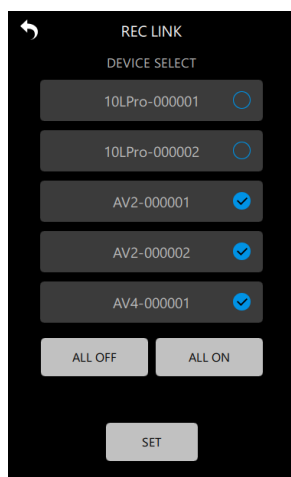 REC LINK
DEVICE SELECT
10LPro-000001
10LPro-000002
AV2-000001
AV2-000002
AV4-000001
ALL OFF ALL ON
SET